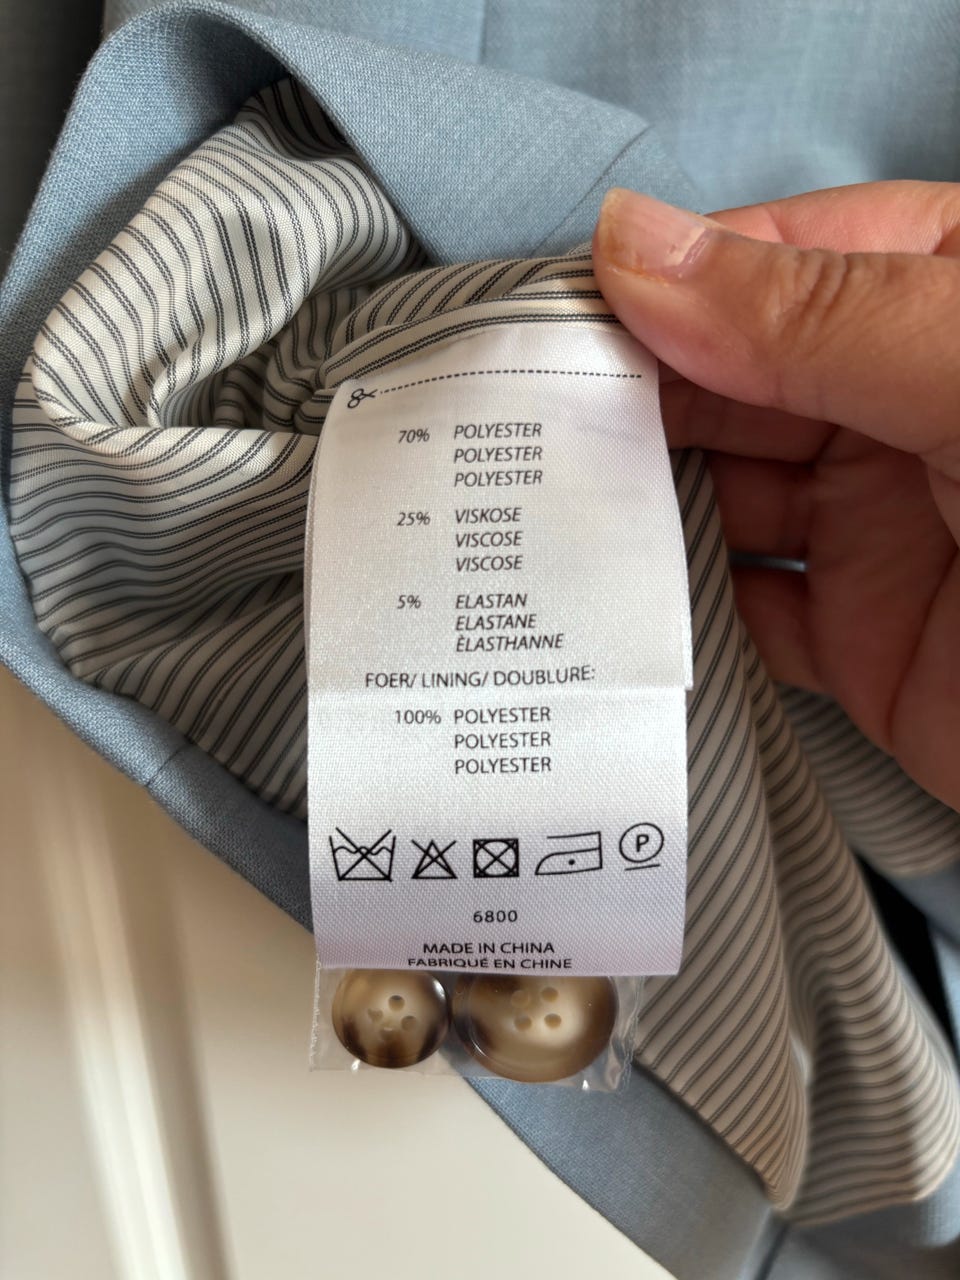 70% POLYESTER
POLYESTER
POLYESTER
25% VISKOSE
VISCOSE
VISCOSE
5% ELASTAN
ELASTANE
ÉLASTHANNE
FOER/ LINING/ DOUBLURE:
100% POLYESTER
POLYESTER
POLYESTER
P
6800
MADE IN CHINA
FABRIQUÉ EN CHINE